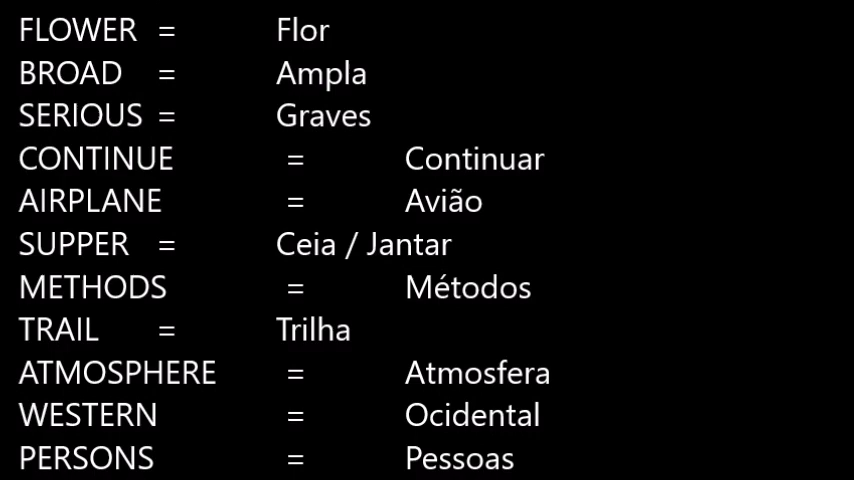 FLOWER = Flor
BROAD = Ampla
SERIOUS = Graves
CONTINUE = Continuar
AIRPLANE = Avião
SUPPER = Ceia / Jantar
METHODS = Métodos
TRAIL = Trilha
ATMOSPHERE = Atmosfera
WESTERN = Ocidental
PERSONS = Pessoas